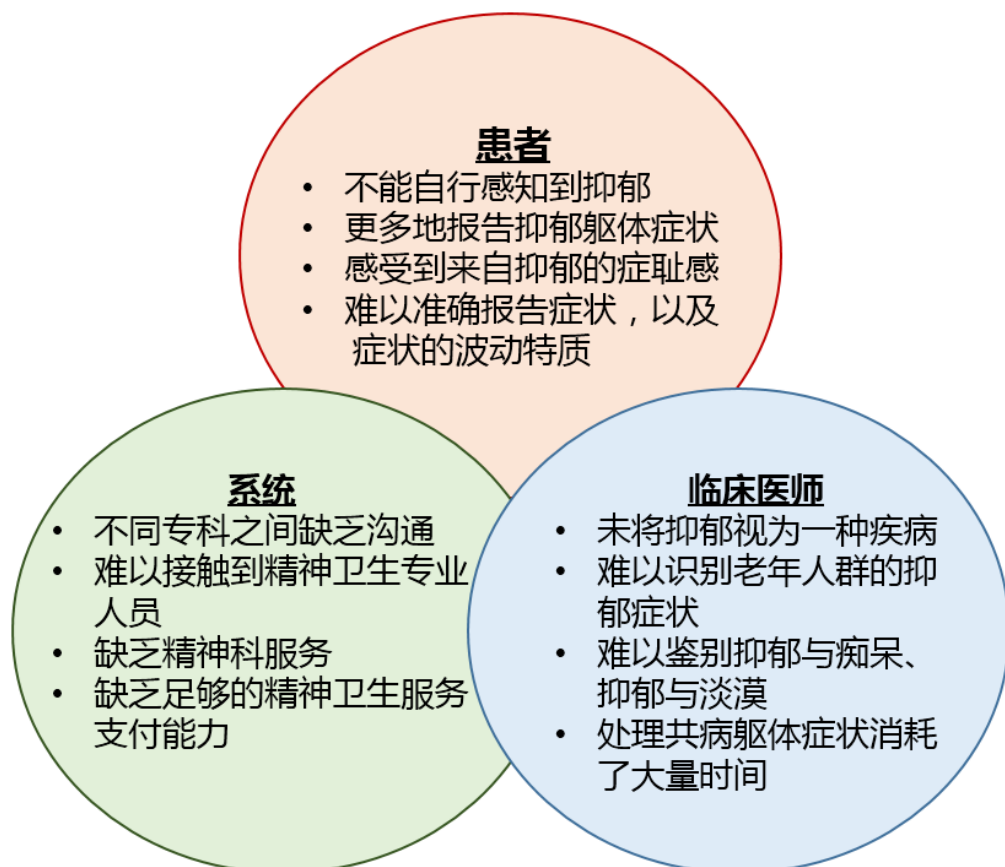 患者
• 不能自行感知到抑郁
• 更多地报告抑郁躯体症状
• 感受到来自抑郁的症耻感
• 难以准确报告症状，以及
症状的波动特质
系统
• 不同专科之间缺乏沟通
• 难以接触到精神卫生专业
人员
• 缺乏精神科服务
• 缺乏足够的精神卫生服务
支付能力
临床医师
• 未将抑郁视为一种疾病
• 难以识别老年人群的抑
郁症状
• 难以鉴别抑郁与痴呆、
抑郁与淡漠
• 处理共病躯体症状消耗
了大量时间